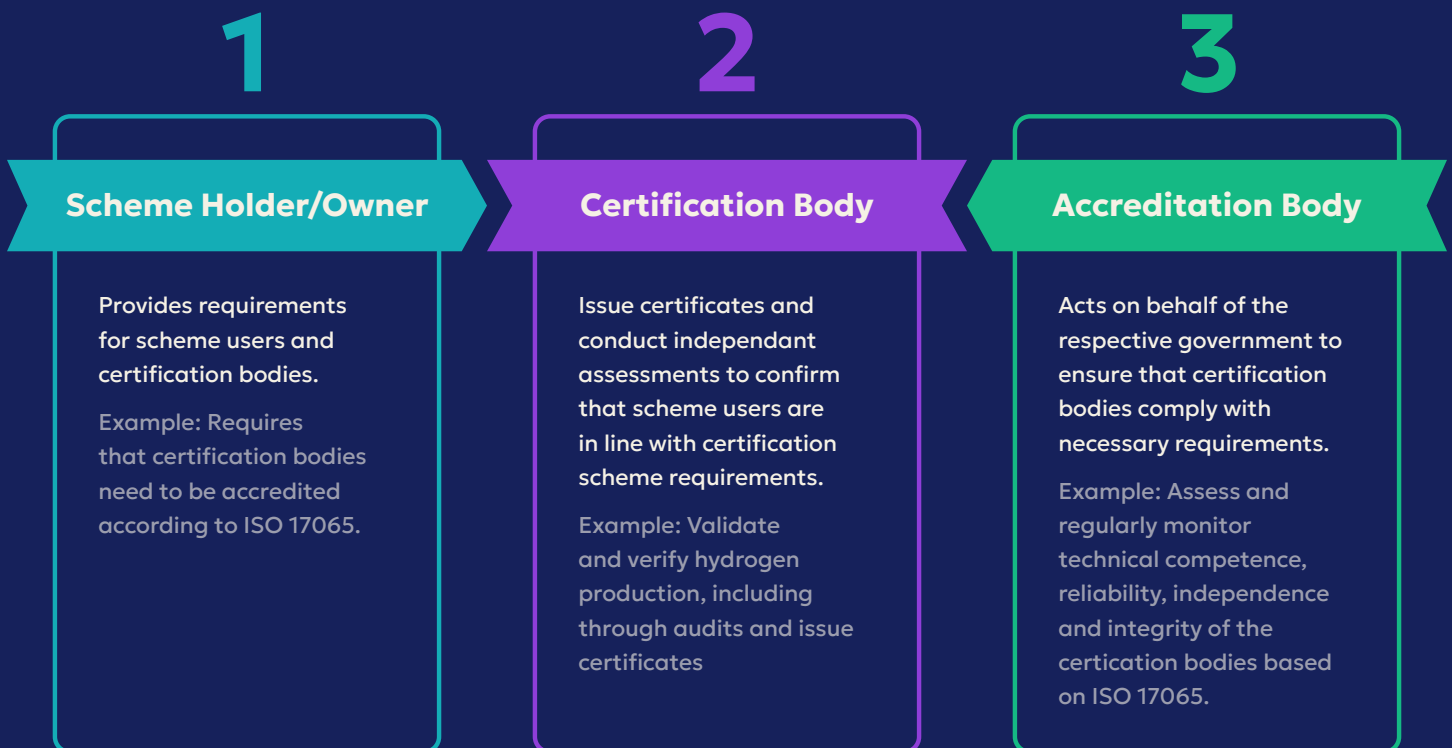 1
Scheme Holder/Owner
Provides requirements
for scheme users and
certification bodies.
Example: Requires
that certification bodies
need to be accredited
according to ISO 17065.
2
Certification Body
Issue certificates and
conduct independant
assessments to confirm
that scheme users are
in line with certification
scheme requirements.
Example: Validate
and verify hydrogen
production, including
through audits and issue
certificates
3
Accreditation Body
Acts on behalf of the
respective government to
ensure that certification
bodies comply with
necessary requirements.
Example: Assess and
regularly monitor
technical competence,
reliability, independence
and integrity of the
certication bodies based
on ISO 17065.